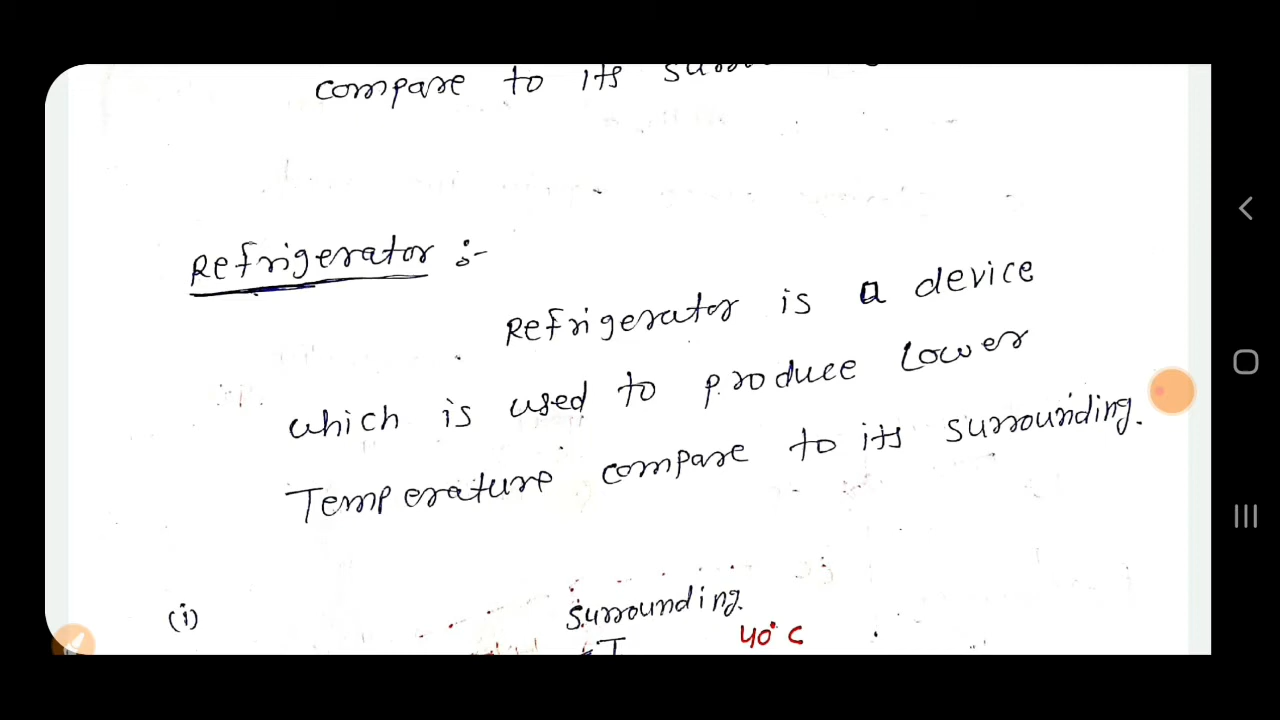 compare to its
Refrigerator :-
Refrigerator is a device
which is used to produce Lower
Temperature compare to its surrounding.
(i)
Surrounding.
40° C